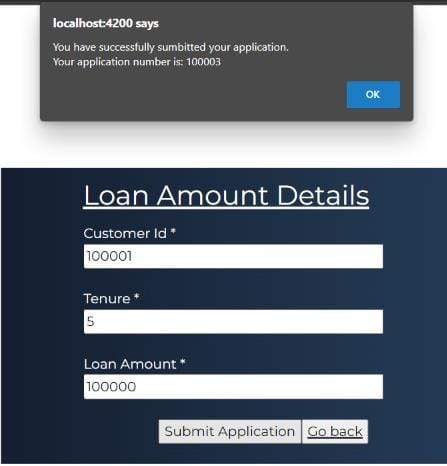 localhost:4200 says
You have successfully sumbitted your application.
Your application number is: 100003
OK
Loan Amount Details
Customer Id *
100001
Tenure *
5
Loan Amount *
100000
Submit Application Go back